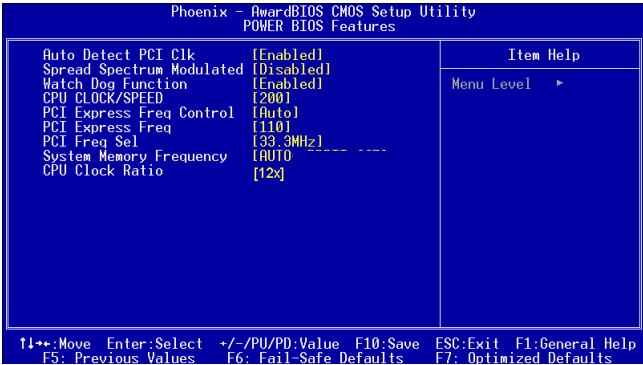 Phoenix - AwardBIOS CMOS Setup Utility
POWER BIOS Features
Auto Detect PCI Clk [Enabled]
Spread Spectrum Modulated [Disabled]
Watch Dog Function [Enabled]
CPU CLOCK/SPEED [200]
PCI Express Freq Control [Auto]
PCI Express Freq [110]
PCI Freq Sel [33.3MHz]
System Memory Frequency [AUTO
CPU Clock Ratio [12x]
Item Help
Menu Level ►
↑↓→←:Move Enter:Select +/-/PU/PD:Value F10:Save ESC:Exit F1:General Help
F5: Previous Values F6: Fail-Safe Defaults F7: Optimized Defaults